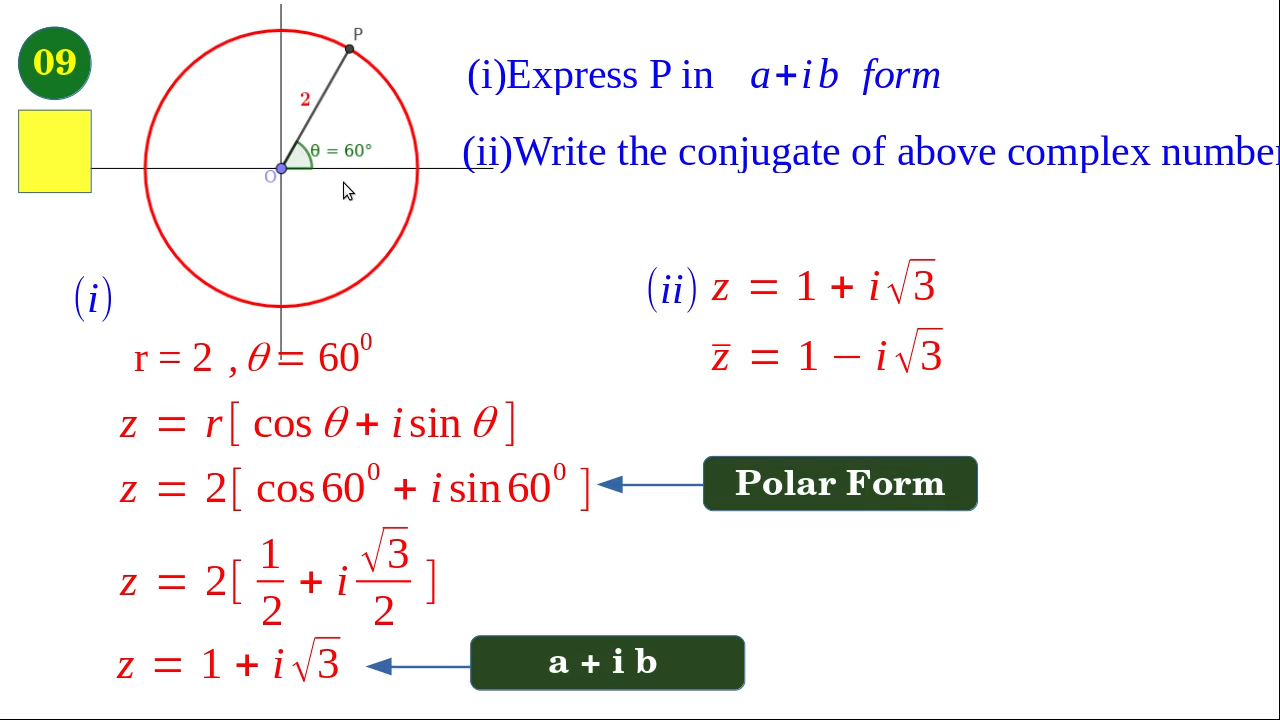 09
P
2
θ = 60°
O
(i)Express P in a+ib form
(ii)Write the conjugate of above complex number
(i)
r = 2 , θ = 60⁰
z = r[ cos θ + i sin θ ]
z = 2[ cos 60⁰ + i sin 60⁰ ]
Polar Form
z = 2[ 1/2 + i √3/2 ]
z = 1 + i √3
a + i b
(ii) z = 1 + i √3
z̅ = 1 − i √3